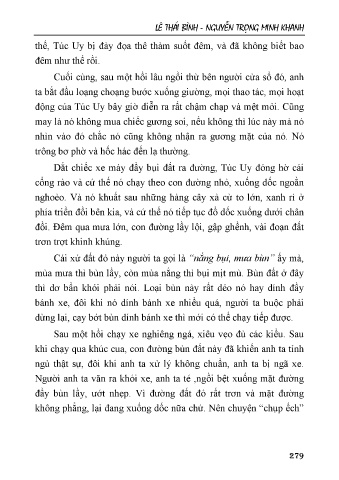 LÊ THÁI BÌNH - NGUYỄN TRỌNG MINH KHANH
thế, Túc Uy bị đày đọa thê thảm suốt đêm, và đã không biết bao
đêm như thế rồi.
Cuối cùng, sau một hồi lâu ngồi thừ bên người cửa sổ đó, anh
ta bắt đầu loạng choạng bước xuống giường, mọi thao tác, mọi hoạt
động của Túc Uy bây giờ diễn ra rất chậm chạp và mệt mỏi. Cũng
may là nó không mua chiếc gương soi, nếu không thì lúc này mà nó
nhìn vào đó chắc nó cũng không nhận ra gương mặt của nó. Nó
trông bơ phờ và hốc hác đến lạ thường.
Dắt chiếc xe máy đầy bụi đất ra đường, Túc Uy đóng hờ cái
cổng rào và cứ thế nó chạy theo con đường nhỏ, xuống dốc ngoằn
nghoèo. Và nó khuất sau những hàng cây xà cừ to lớn, xanh rì ở
phía triền đồi bên kia, và cứ thế nó tiếp tục đổ dốc xuống dưới chân
đồi. Đêm qua mưa lớn, con đường lầy lội, gập ghềnh, vài đoạn đất
trơn trợt khinh khủng.
Cái xứ đất đỏ này người ta gọi là “nắng bụi, mưa bùn” ấy mà,
mùa mưa thì bùn lầy, còn mùa nắng thì bụi mịt mù. Bùn đất ở đây
thì dơ bẩn khỏi phải nói. Loại bùn này rất dẻo nó hay dính đầy
bánh xe, đôi khi nó dính bánh xe nhiều quá, người ta buộc phải
dừng lại, cạy bớt bùn dính bánh xe thì mới có thể chạy tiếp được.
Sau một hồi chạy xe nghiêng ngả, xiêu vẹo đủ các kiểu. Sau
khi chạy qua khúc cua, con đường bùn đất này đã khiến anh ta tỉnh
ngủ thật sự, đôi khi anh ta xử lý không chuẩn, anh ta bị ngã xe.
Người anh ta văn ra khỏi xe, anh ta té ,ngồi bệt xuống mặt đường
đầy bùn lầy, ướt nhẹp. Vì đường đất đỏ rất trơn và mặt đường
không phẳng, lại đang xuống dốc nữa chứ. Nên chuyện “chụp ếch”
279